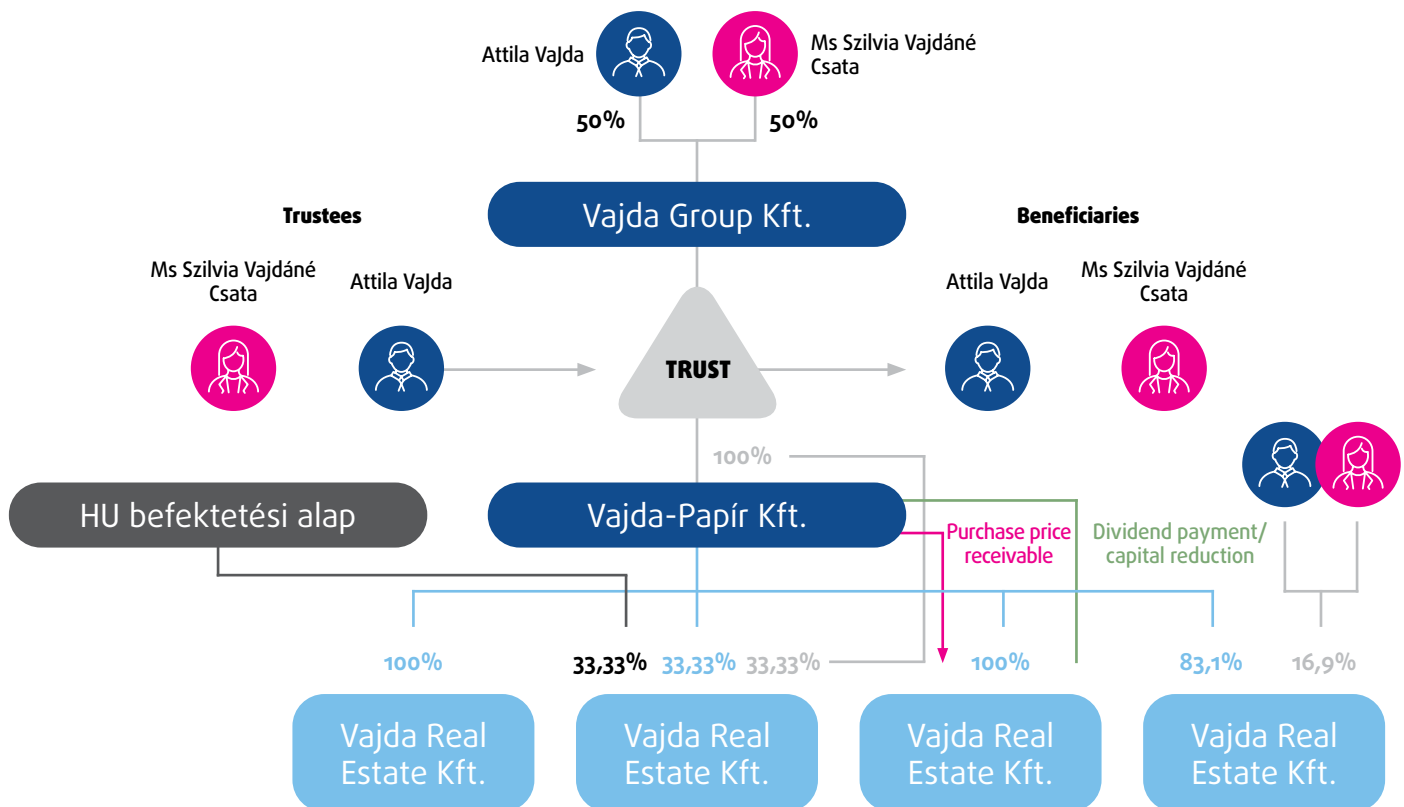 Attila VaJda
Ms Szilvia Vajdáné
Csata
50%
50%
Vajda Group Kft.
Trustees
Beneficiaries
Ms Szilvia Vajdáné
Csata
Attila VaJda
Attila VaJda
Ms Szilvia Vajdáné
Csata
TRUST
100%
HU befektetési alap
Vajda-Papír Kft.
Purchase price
receivable
Dividend payment/
capital reduction
100%
33,33%
33,33%
33,33%
100%
83,1%
16,9%
Vajda Real
Estate Kft.
Vajda Real
Estate Kft.
Vajda Real
Estate Kft.
Vajda Real
Estate Kft.